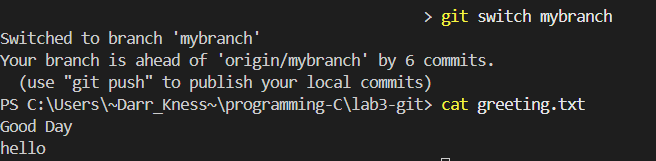 > git switch mybranch
Switched to branch 'mybranch'
Your branch is ahead of 'origin/mybranch' by 6 commits.
  (use "git push" to publish your local commits)
PS C:\Users\~Darr_Kness~\programming-C\lab3-git> cat greeting.txt
Good Day
hello